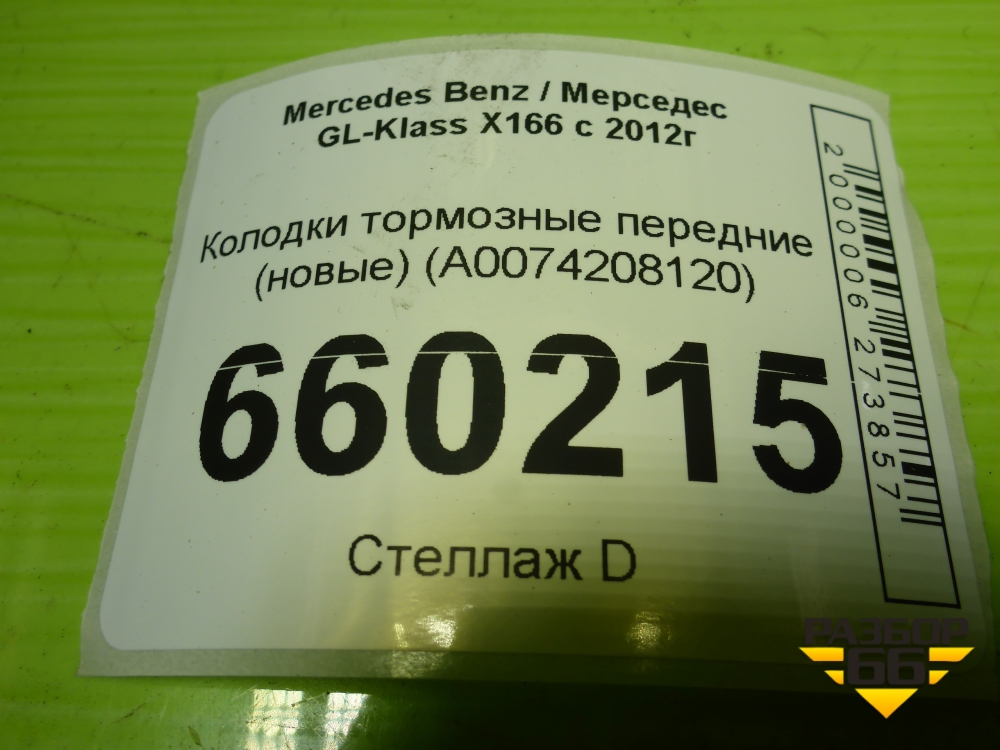 Mercedes Benz / Мерседес
GL-Klass X166 с 2012г
Колодки тормозные передние
(новые) (A0074208120)
660215
Стеллаж D
2000006273857
РАЗБОР
66